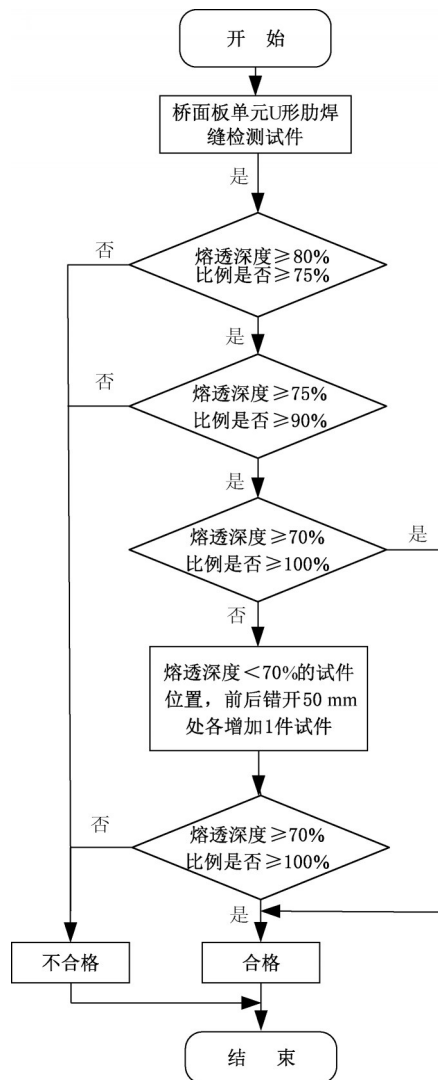 开 始
桥面板单元U形肋焊
缝检测试件
是
否
熔透深度≥80%
比例是否≥75%
是
否
熔透深度≥75%
比例是否≥90%
是
是
熔透深度≥70%
比例是否≥100%
否
熔透深度<70%的试件
位置，前后错开50 mm
处各增加1件试件
否
熔透深度≥70%
比例是否≥100%
是
不合格
合格
结 束